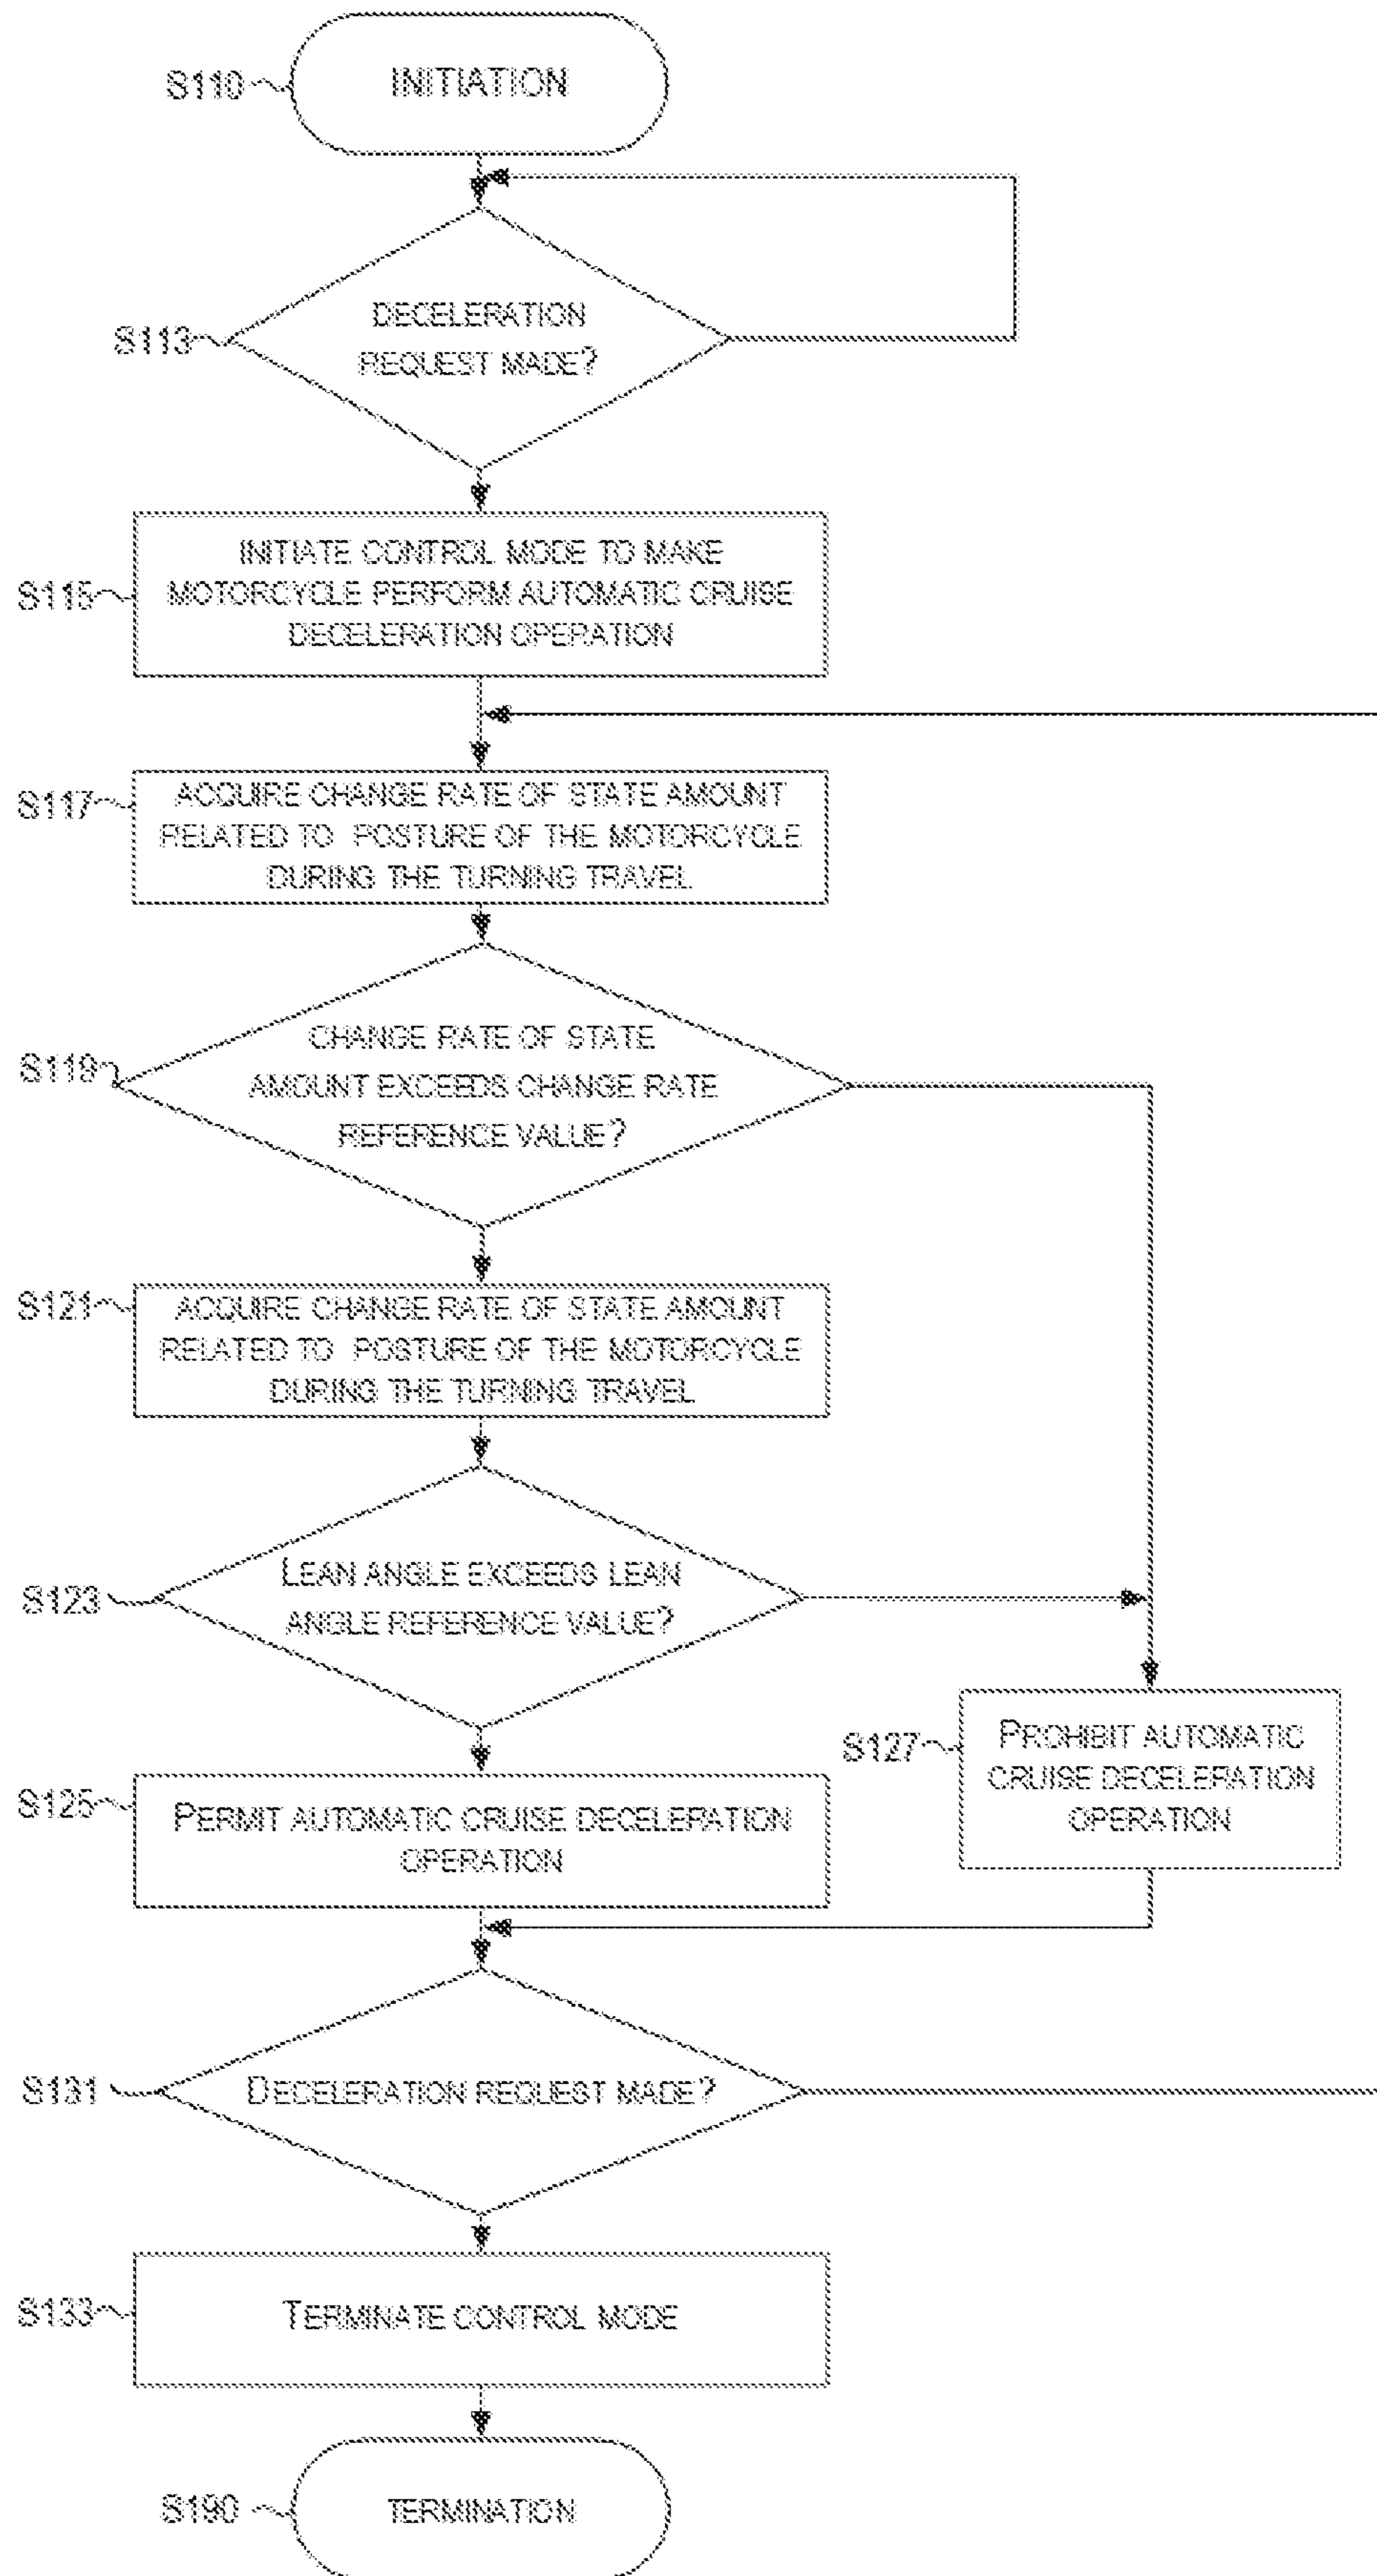 S110
INITIATION
S113
DECELERATION
REQUEST MADE?
S115
INITIATE CONTROL MODE TO MAKE
MOTORCYCLE PERFORM AUTOMATIC CRUISE
DECELERATION OPERATION
S117
ACQUIRE CHANGE RATE OF STATE AMOUNT
RELATED TO POSTURE OF THE MOTORCYCLE
DURING THE TURNING TRAVEL
S119
CHANGE RATE OF STATE
AMOUNT EXCEEDS CHANGE RATE
REFERENCE VALUE?
S121
ACQUIRE CHANGE RATE OF STATE AMOUNT
RELATED TO POSTURE OF THE MOTORCYCLE
DURING THE TURNING TRAVEL
S123
LEAN ANGLE EXCEEDS LEAN
ANGLE REFERENCE VALUE?
S127
PROHIBIT AUTOMATIC
CRUISE DECELERATION
OPERATION
S125
PERMIT AUTOMATIC CRUISE DECELERATION
OPERATION
S131
DECELERATION REQUEST MADE?
S133
TERMINATE CONTROL MODE
S190
TERMINATION